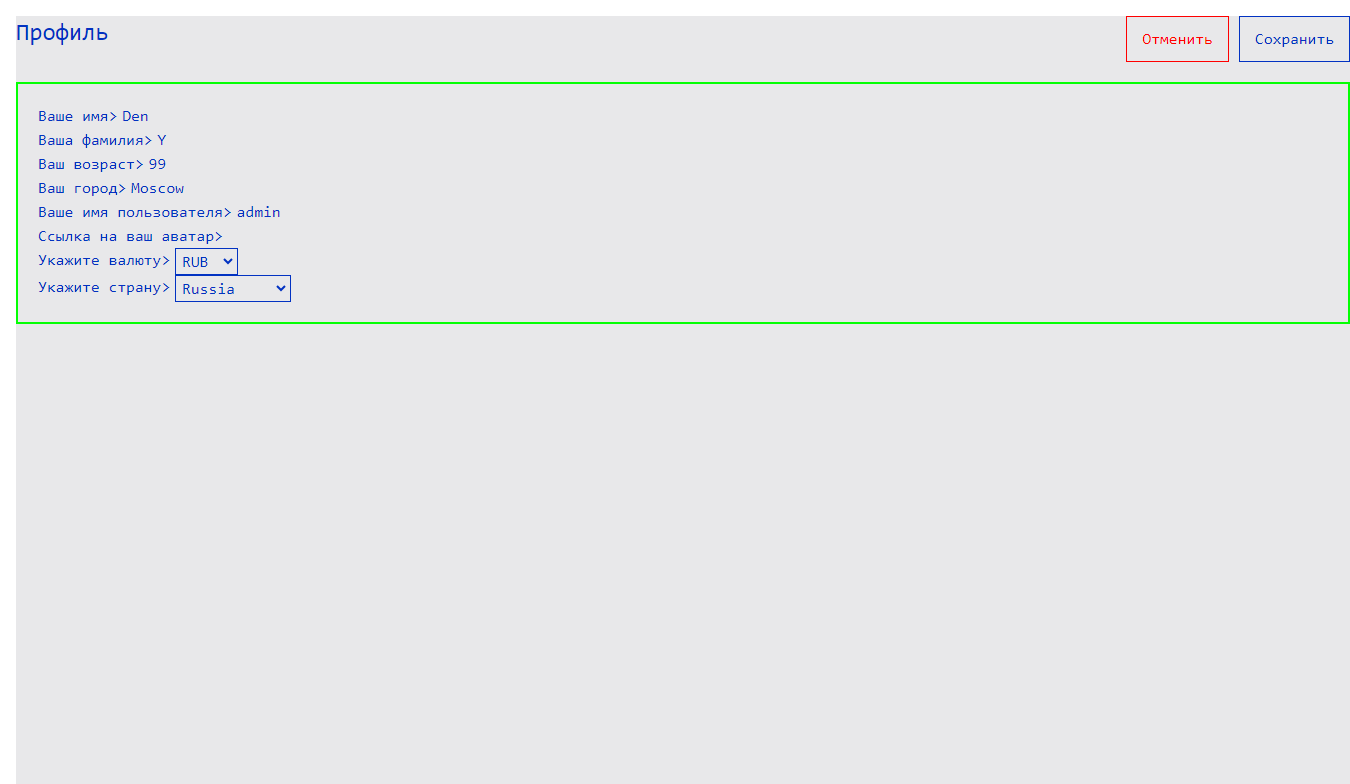 Профиль
Отменить
Сохранить
Ваше имя> Den
Ваша фамилия> Y
Ваш возраст> 99
Ваш город> Moscow
Ваше имя пользователя> admin
Ссылка на ваш аватар>
Укажите валюту> RUB
Укажите страну> Russia